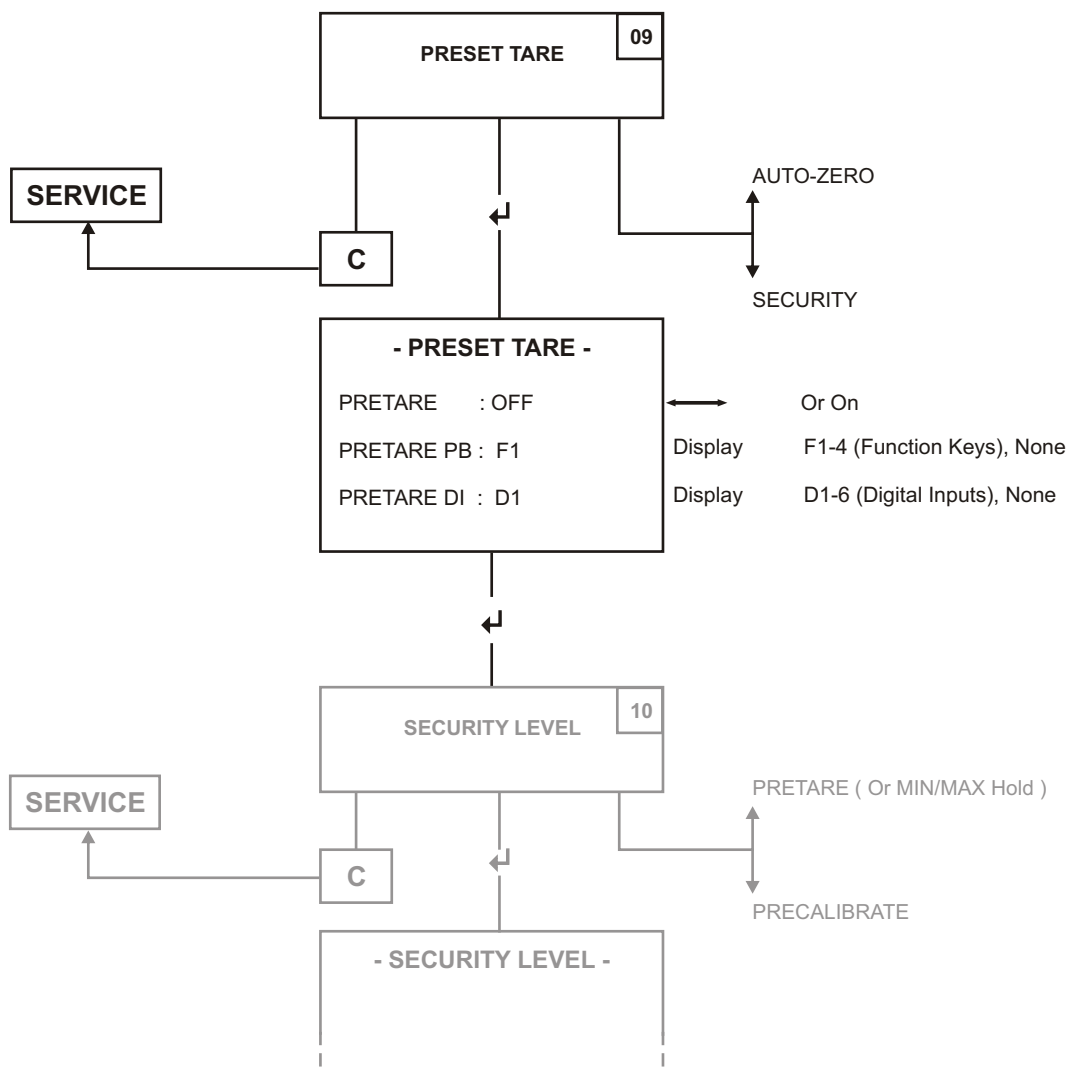 09
PRESET TARE
AUTO-ZERO
SERVICE
C
SECURITY
- PRESET TARE -
PRETARE : OFF Or On
PRETARE PB : F1 Display F1-4 (Function Keys), None
PRETARE DI : D1 Display D1-6 (Digital Inputs), None
10
SECURITY LEVEL
PRETARE ( Or MIN/MAX Hold )
SERVICE
C
PRECALIBRATE
- SECURITY LEVEL -